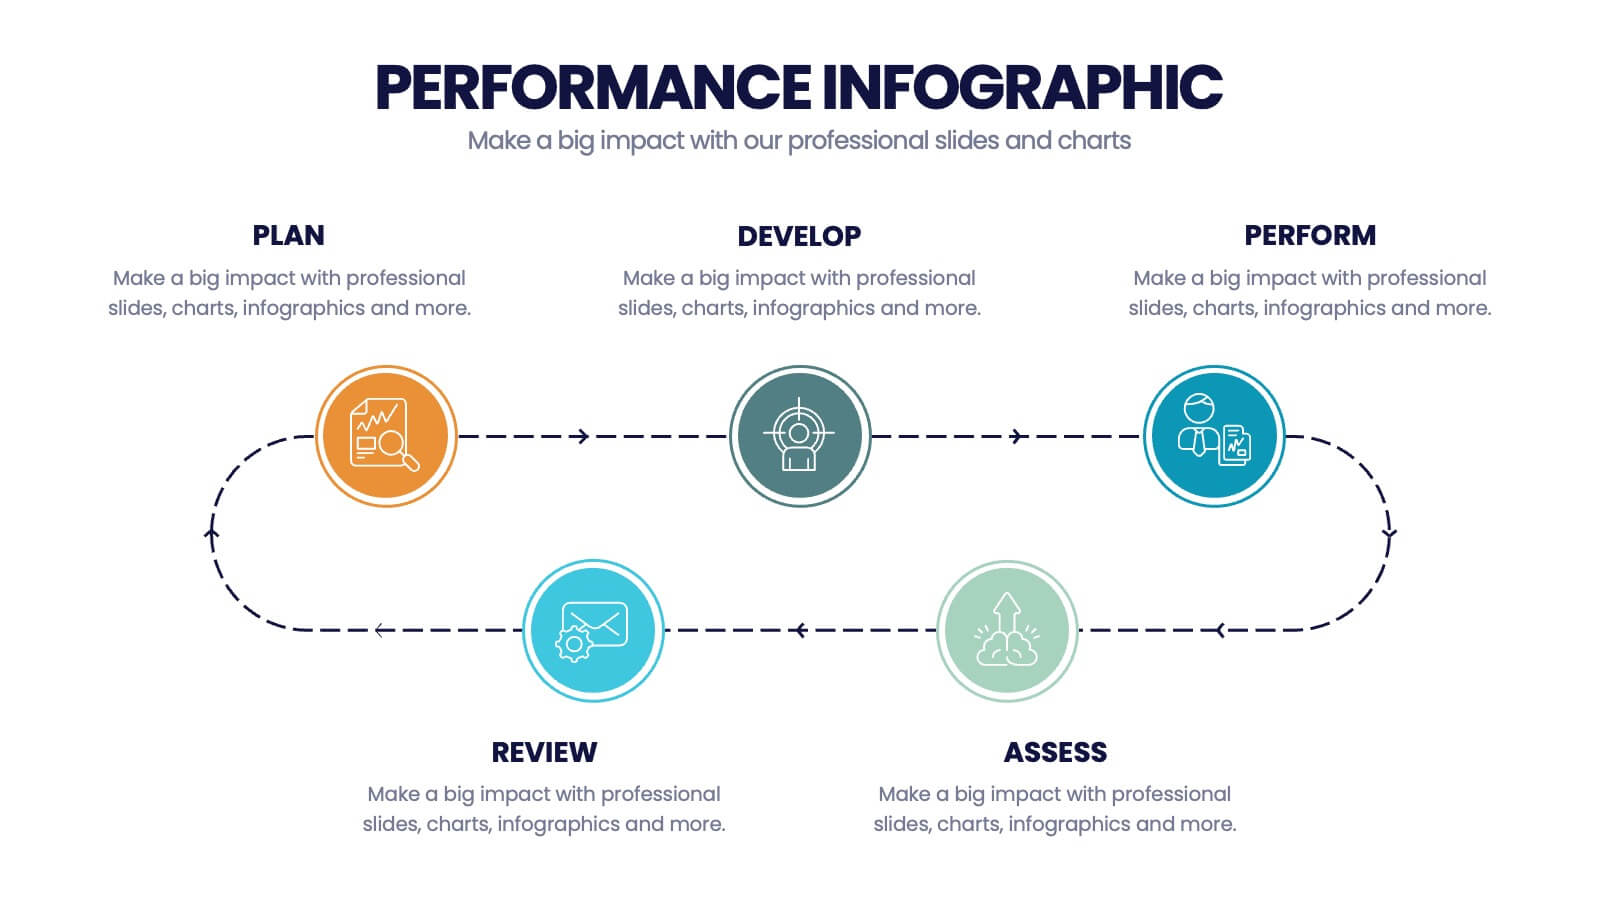 PERFORMANCE INFOGRAPHIC
Make a big impact with our professional slides and charts
PLAN
Make a big impact with professional
slides, charts, infographics and more.
DEVELOP
Make a big impact with professional
slides, charts, infographics and more.
PERFORM
Make a big impact with professional
slides, charts, infographics and more.
REVIEW
Make a big impact with professional
slides, charts, infographics and more.
ASSESS
Make a big impact with professional
slides, charts, infographics and more.